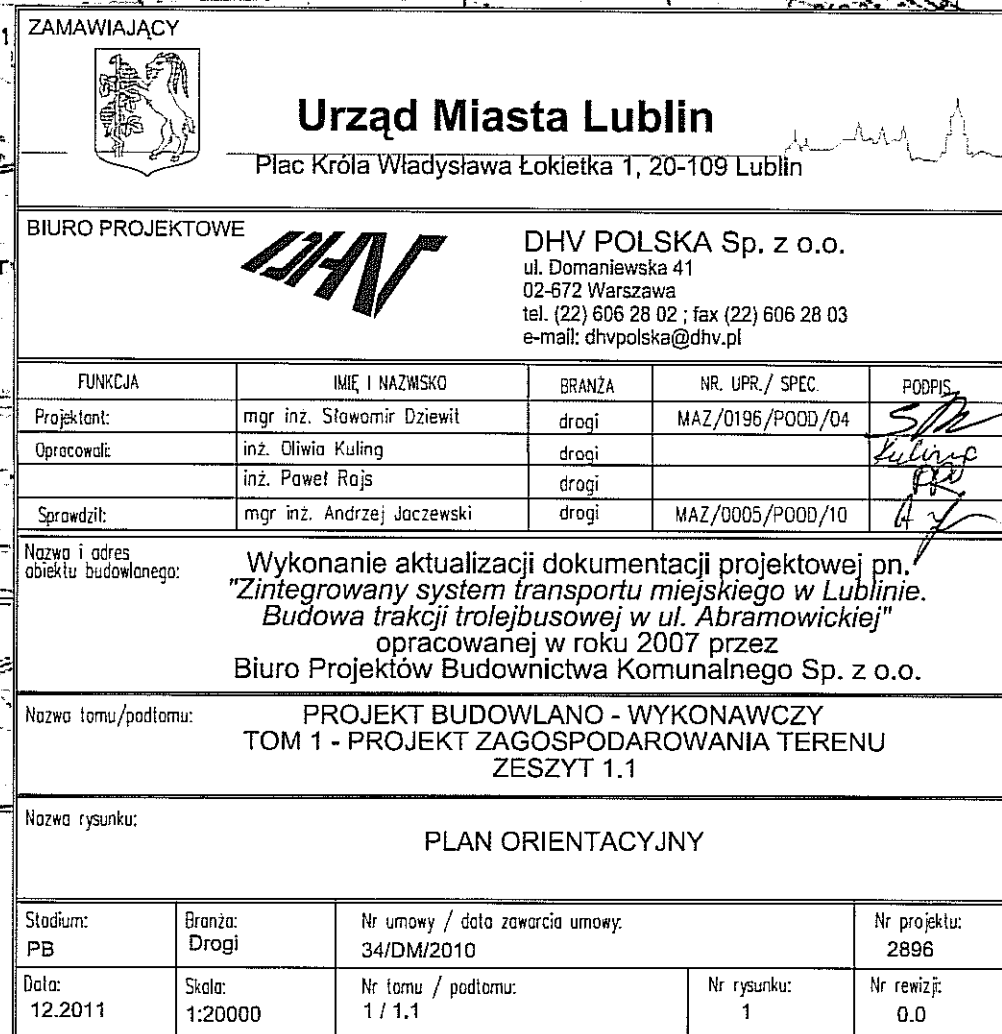 ZAMAWIAJĄCY
Urząd Miasta Lublin
Plac Króla Władysława Łokietka 1, 20-109 Lublin
BIURO PROJEKTOWE
DHV
DHV POLSKA Sp. z o.o.
ul. Domaniewska 41
02-672 Warszawa
tel. (22) 606 28 02 ; fax (22) 606 28 03
e-mail: dhvpolska@dhv.pl
FUNKCJA IMIĘ I NAZWISKO BRANŻA NR. UPR./ SPEC. PODPIS
Projektant: mgr inż. Sławomir Dziewit drogi MAZ/0196/POOD/04
Opracowali: inż. Oliwia Kuling drogi Kuling
inż. Paweł Rajs drogi
Sprawdził: mgr inż. Andrzej Jaczewski drogi MAZ/0005/POOD/10
Nazwa i adres
obiektu budowlanego:
Wykonanie aktualizacji dokumentacji projektowej pn.
"Zintegrowany system transportu miejskiego w Lublinie.
Budowa trakcji trolejbusowej w ul. Abramowickiej"
opracowanej w roku 2007 przez
Biuro Projektów Budownictwa Komunalnego Sp. z o.o.
Nazwa tomu/podtomu:
PROJEKT BUDOWLANO - WYKONAWCZY
TOM 1 - PROJEKT ZAGOSPODAROWANIA TERENU
ZESZYT 1.1
Nazwa rysunku:
PLAN ORIENTACYJNY
Stadium: Branża: Nr umowy / data zawarcia umowy: Nr projektu:
PB Drogi 34/DM/2010 2896
Data: Skala: Nr tomu / podtomu: Nr rysunku: Nr rewizji:
12.2011 1:20000 1 / 1.1 1 0.0